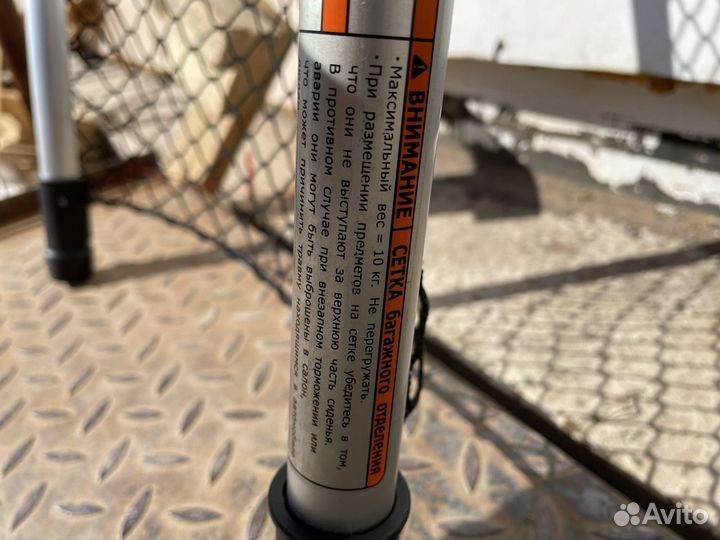 ВНИМАНИЕ | СЕТКА багажного отделения
· Максимальный вес = 10 кг. Не перегружать.
· При размещении предметов на сетке убедитесь в том,
что они не выступают за верхнюю часть сиденья.
В противном случае при внезапном торможении или
аварии они могут быть выброшены в салон,
что может причинить травму находящимся в
Avito